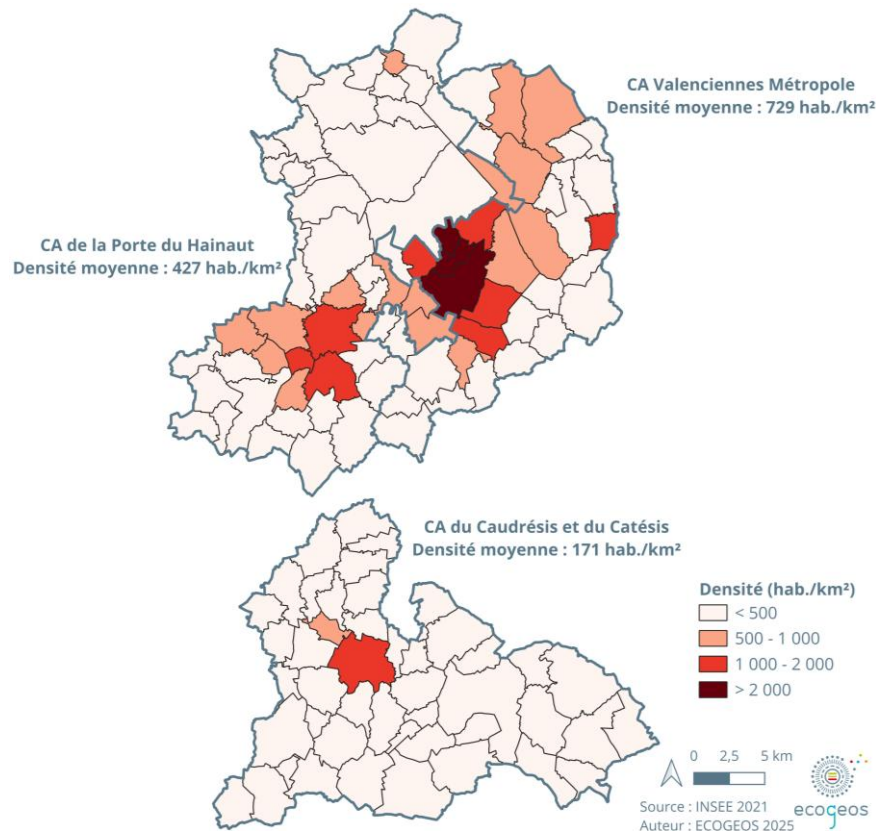 CA Valenciennes Métropole
Densité moyenne : 729 hab./km²
CA de la Porte du Hainaut
Densité moyenne : 427 hab./km²
CA du Caudrésis et du Catésis
Densité moyenne : 171 hab./km²
Densité (hab./km²)
< 500
500 - 1 000
1 000 - 2 000
> 2 000
0 2,5 5 km
Source : INSEE 2021
Auteur : ECOGEOS 2025
ecogeos